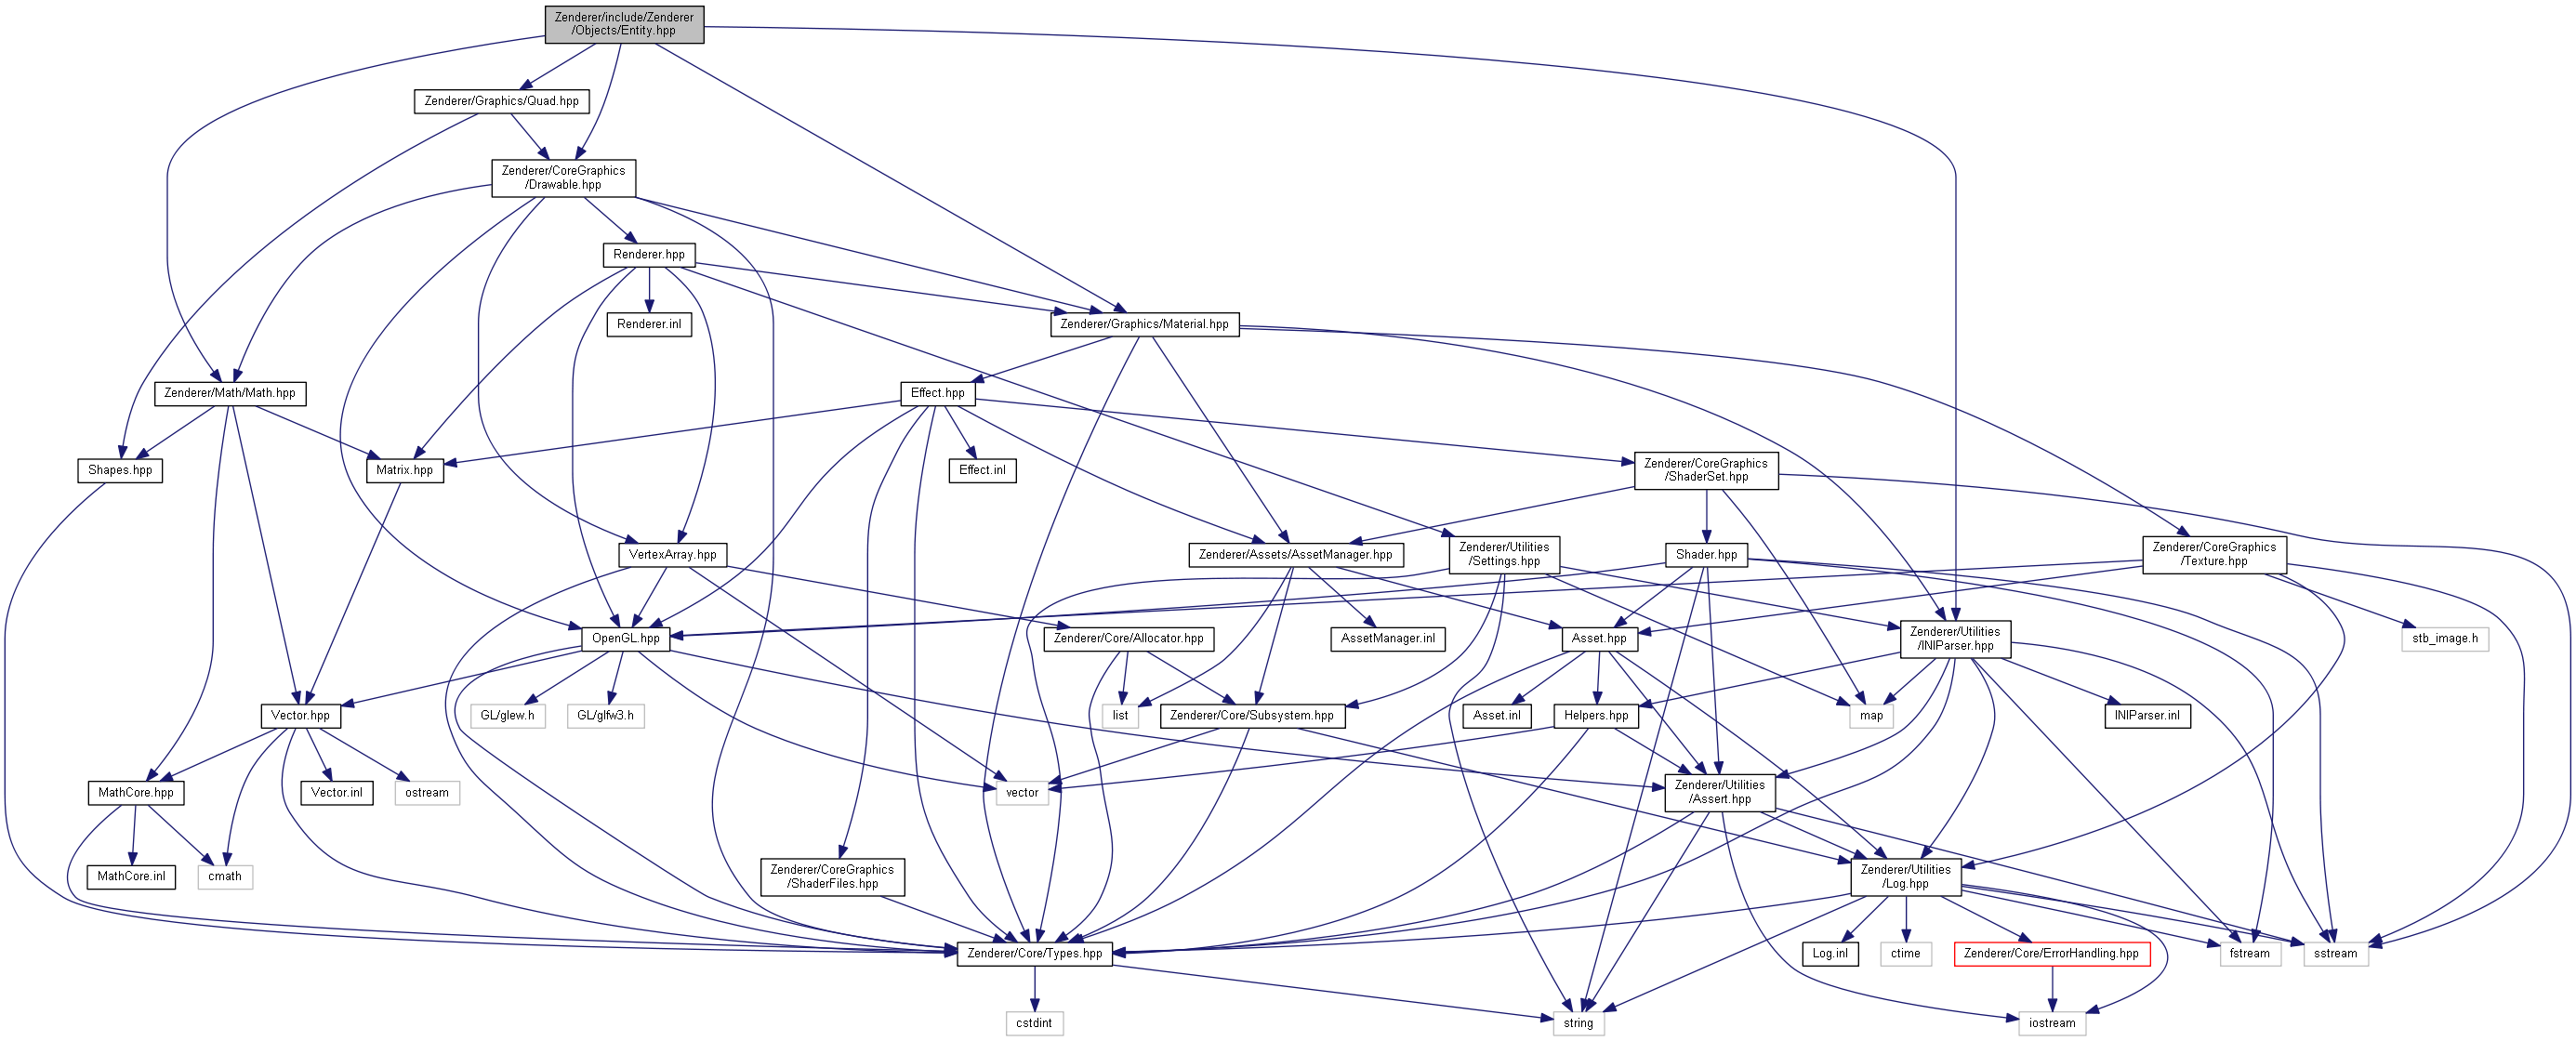 Zenderer/include/Zenderer
/Objects/Entity.hpp
Zenderer/Graphics/Quad.hpp
Zenderer/CoreGraphics
/Drawable.hpp
Renderer.hpp
Renderer.inl
Zenderer/Graphics/Material.hpp
Zenderer/Math/Math.hpp
Effect.hpp
Shapes.hpp
Matrix.hpp
Effect.inl
Zenderer/CoreGraphics
/ShaderSet.hpp
VertexArray.hpp
Zenderer/Assets/AssetManager.hpp
Zenderer/Utilities
/Settings.hpp
Shader.hpp
Zenderer/CoreGraphics
/Texture.hpp
OpenGL.hpp
Zenderer/Core/Allocator.hpp
AssetManager.inl
Asset.hpp
Zenderer/Utilities
/INIParser.hpp
stb_image.h
Vector.hpp
GL/glew.h
GL/glfw3.h
list
Zenderer/Core/Subsystem.hpp
Asset.inl
Helpers.hpp
map
INIParser.inl
MathCore.hpp
Vector.inl
ostream
vector
Zenderer/Utilities
/Assert.hpp
MathCore.inl
cmath
Zenderer/CoreGraphics
/ShaderFiles.hpp
Zenderer/Utilities
/Log.hpp
Zenderer/Core/Types.hpp
Log.inl
ctime
Zenderer/Core/ErrorHandling.hpp
fstream
sstream
cstdint
string
iostream